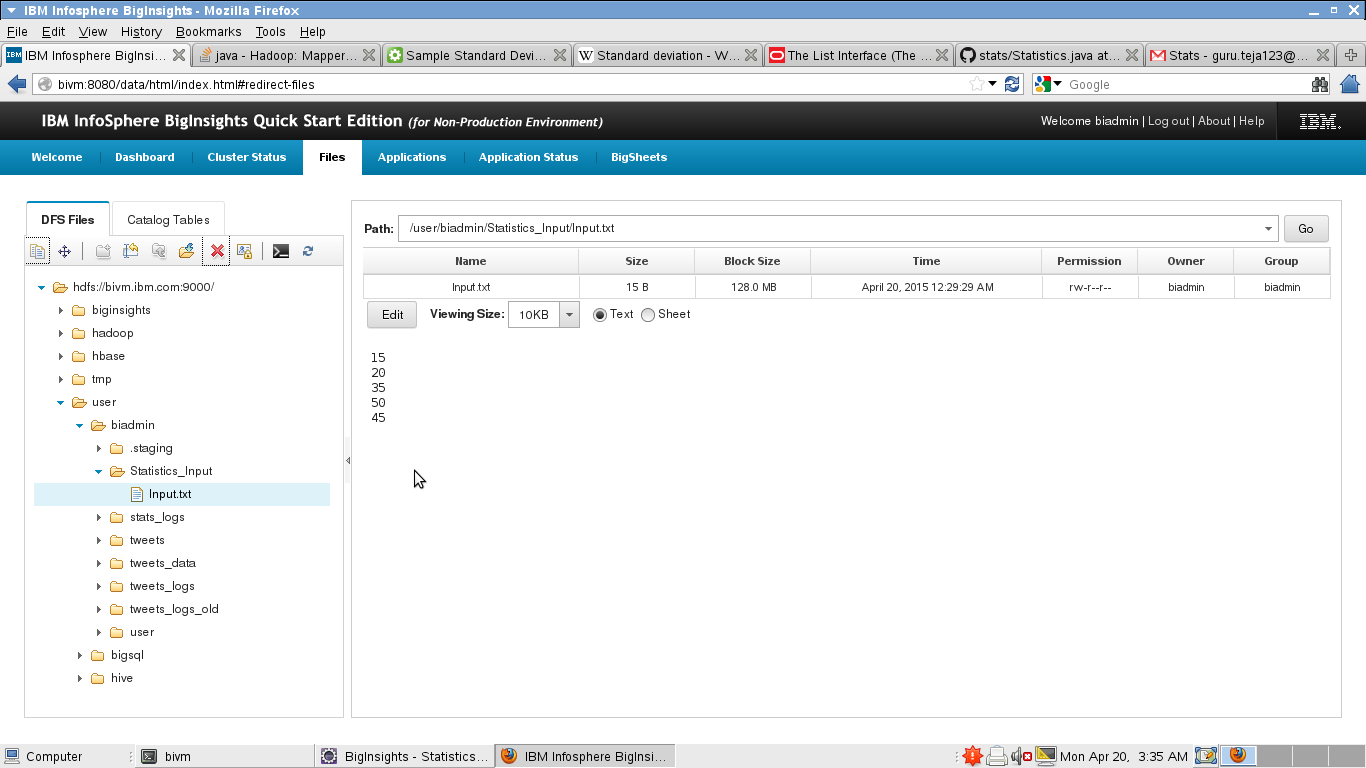 IBM Infosphere BigInsights - Mozilla Firefox
File Edit View History Bookmarks Tools Help
IBM IBM Infosphere BigInsi... java - Hadoop: Mapper... Sample Standard Devi... W Standard deviation - W... The List Interface (The ... stats/Statistics.java at... Stats - guru.teja123@...
bivm:8080/data/html/index.html#redirect-files Google
IBM InfoSphere BigInsights Quick Start Edition (for Non-Production Environment) Welcome biadmin | Log out | About | Help IBM.
Welcome Dashboard Cluster Status Files Applications Application Status BigSheets
DFS Files Catalog Tables
hdfs://bivm.ibm.com:9000/
biginsights
hadoop
hbase
tmp
user
biadmin
.staging
Statistics_Input
Input.txt
stats_logs
tweets
tweets_data
tweets_logs
tweets_logs_old
user
bigsql
hive
Path: /user/biadmin/Statistics_Input/Input.txt Go
Name Size Block Size Time Permission Owner Group
Input.txt 15 B 128.0 MB April 20, 2015 12:29:29 AM rw-r--r-- biadmin biadmin
Edit Viewing Size: 10KB Text Sheet
15
20
35
50
45
Computer bivm BigInsights - Statistics... IBM Infosphere BigInsi... Mon Apr 20, 3:35 AM